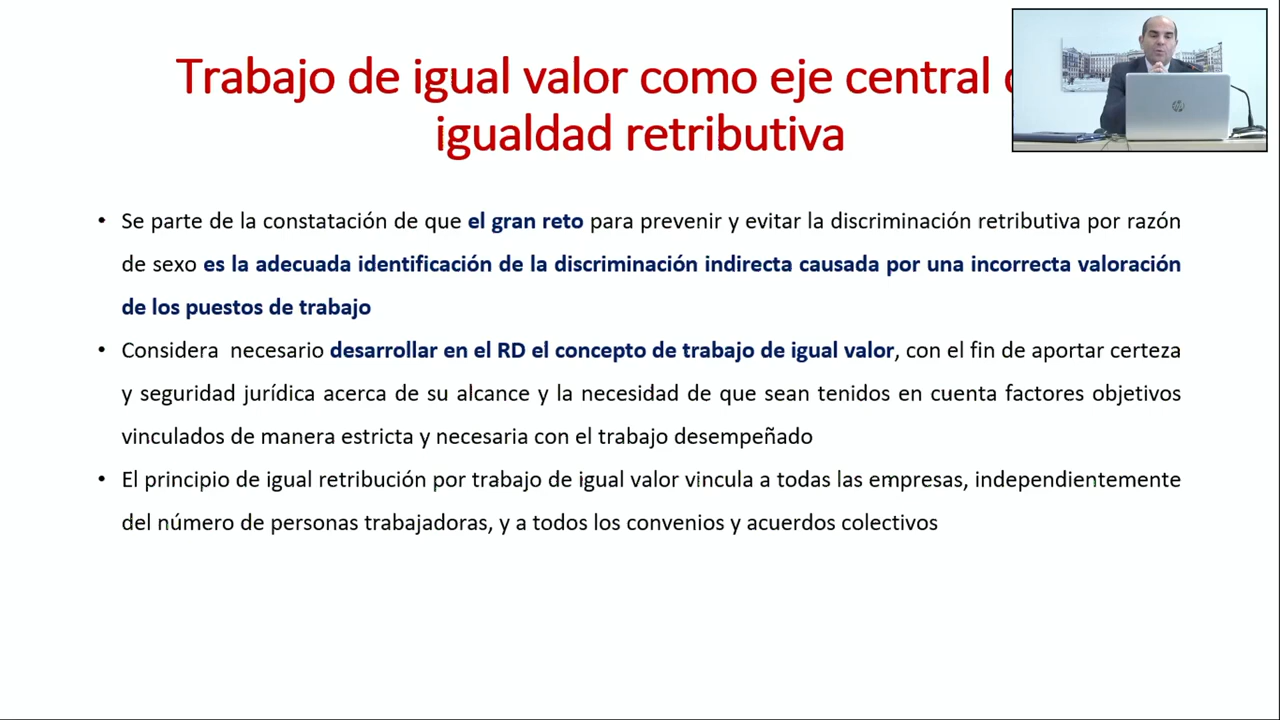 Trabajo de igual valor como eje central
igualdad retributiva
• Se parte de la constatación de que el gran reto para prevenir y evitar la discriminación retributiva por razón
de sexo es la adecuada identificación de la discriminación indirecta causada por una incorrecta valoración
de los puestos de trabajo
• Considera necesario desarrollar en el RD el concepto de trabajo de igual valor, con el fin de aportar certeza
y seguridad jurídica acerca de su alcance y la necesidad de que sean tenidos en cuenta factores objetivos
vinculados de manera estricta y necesaria con el trabajo desempeñado
• El principio de igual retribución por trabajo de igual valor vincula a todas las empresas, independientemente
del número de personas trabajadoras, y a todos los convenios y acuerdos colectivos
hp